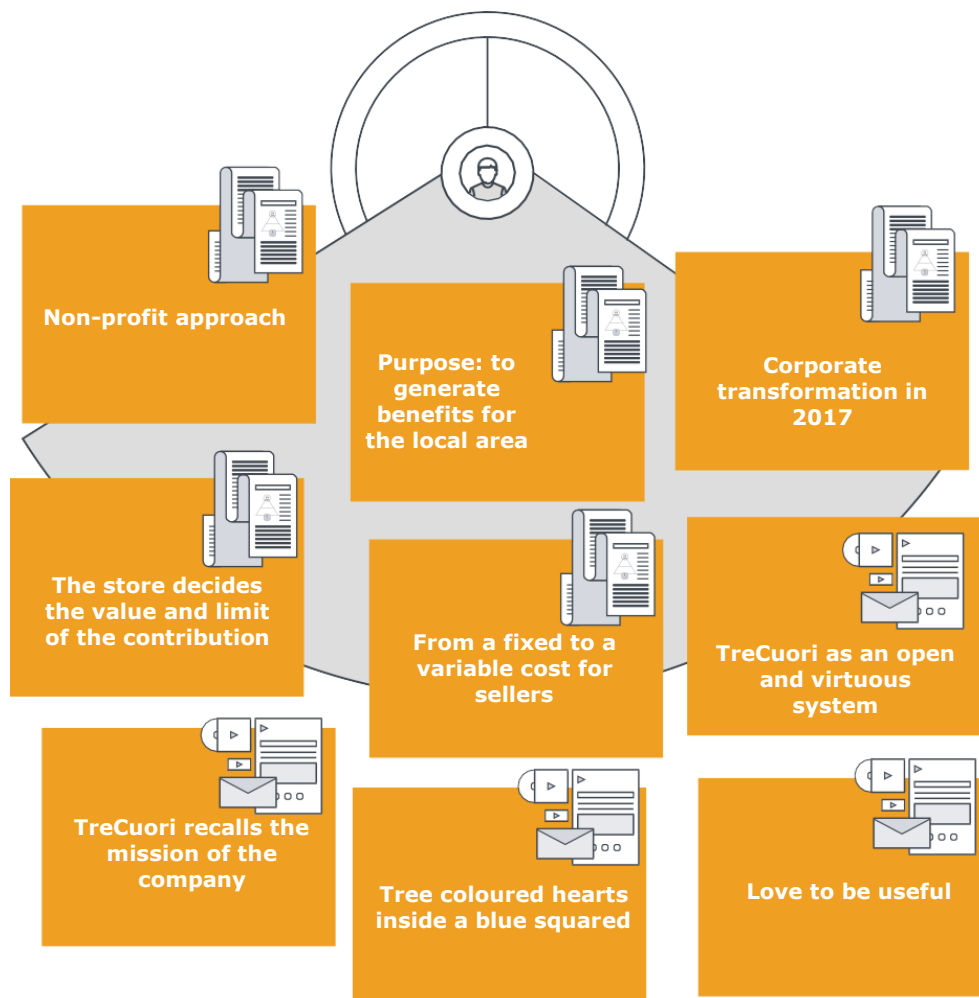 Non-profit approach
Purpose: to
generate
benefits for
the local area
Corporate
transformation in
2017
The store decides
the value and limit
of the contribution
From a fixed to a
variable cost for
sellers
TreCuori as an open
and virtuous
system
TreCuori recalls the
mission of the
company
Tree coloured hearts
inside a blue squared
Love to be useful